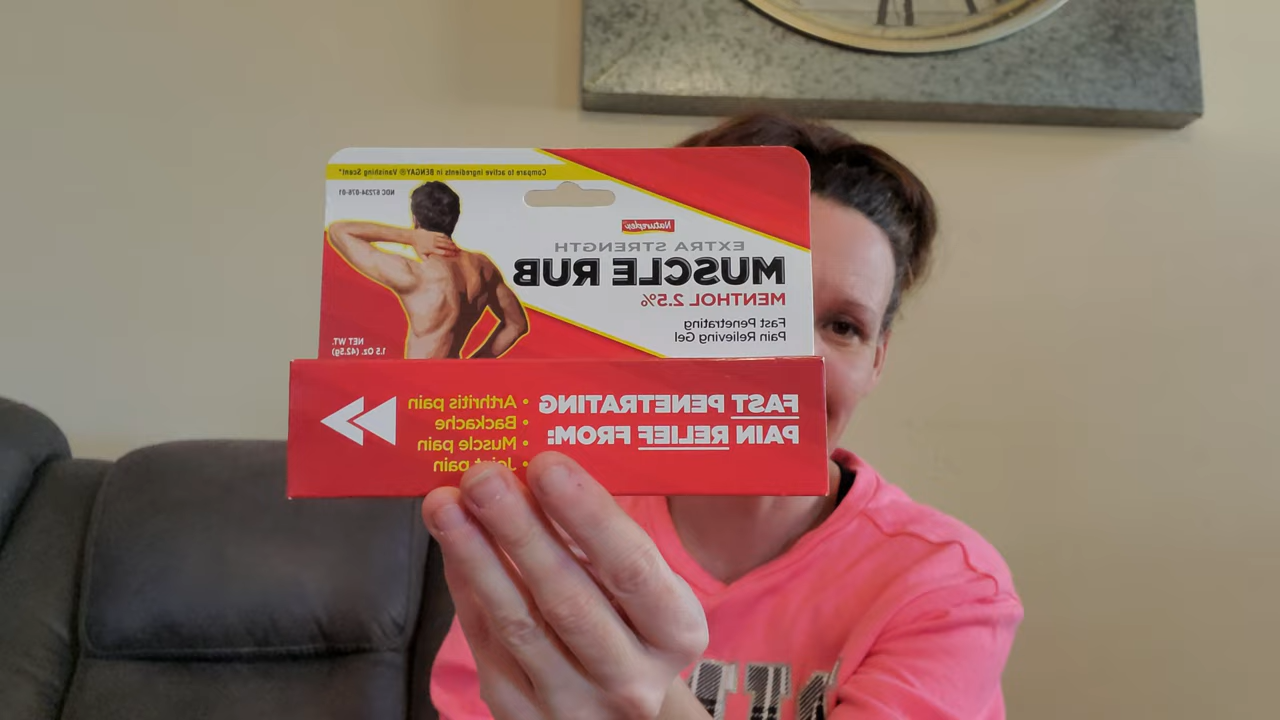 Compare to active ingredients in BENGAY® Vanishing Scent*
NDC 67234-076-01
Natureplex
EXTRA STRENGTH
MUSCLE RUB
MENTHOL 2.5%
Fast Penetrating
Pain Relieving Gel
NET WT.
1.5 Oz. (42.5g)
FAST PENETRATING
PAIN RELIEF FROM:
• Arthritis pain
• Backache
• Muscle pain
• Joint pain